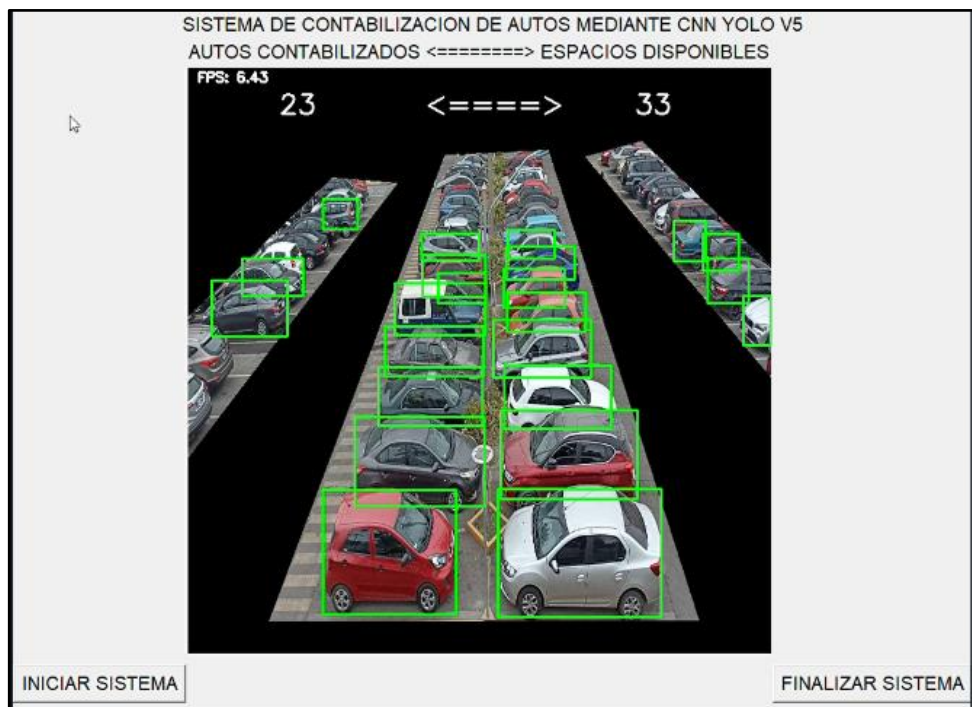 SISTEMA DE CONTABILIZACION DE AUTOS MEDIANTE CNN YOLO V5
AUTOS CONTABILIZADOS <========> ESPACIOS DISPONIBLES
FPS: 6.43
23 <====> 33
INICIAR SISTEMA
FINALIZAR SISTEMA